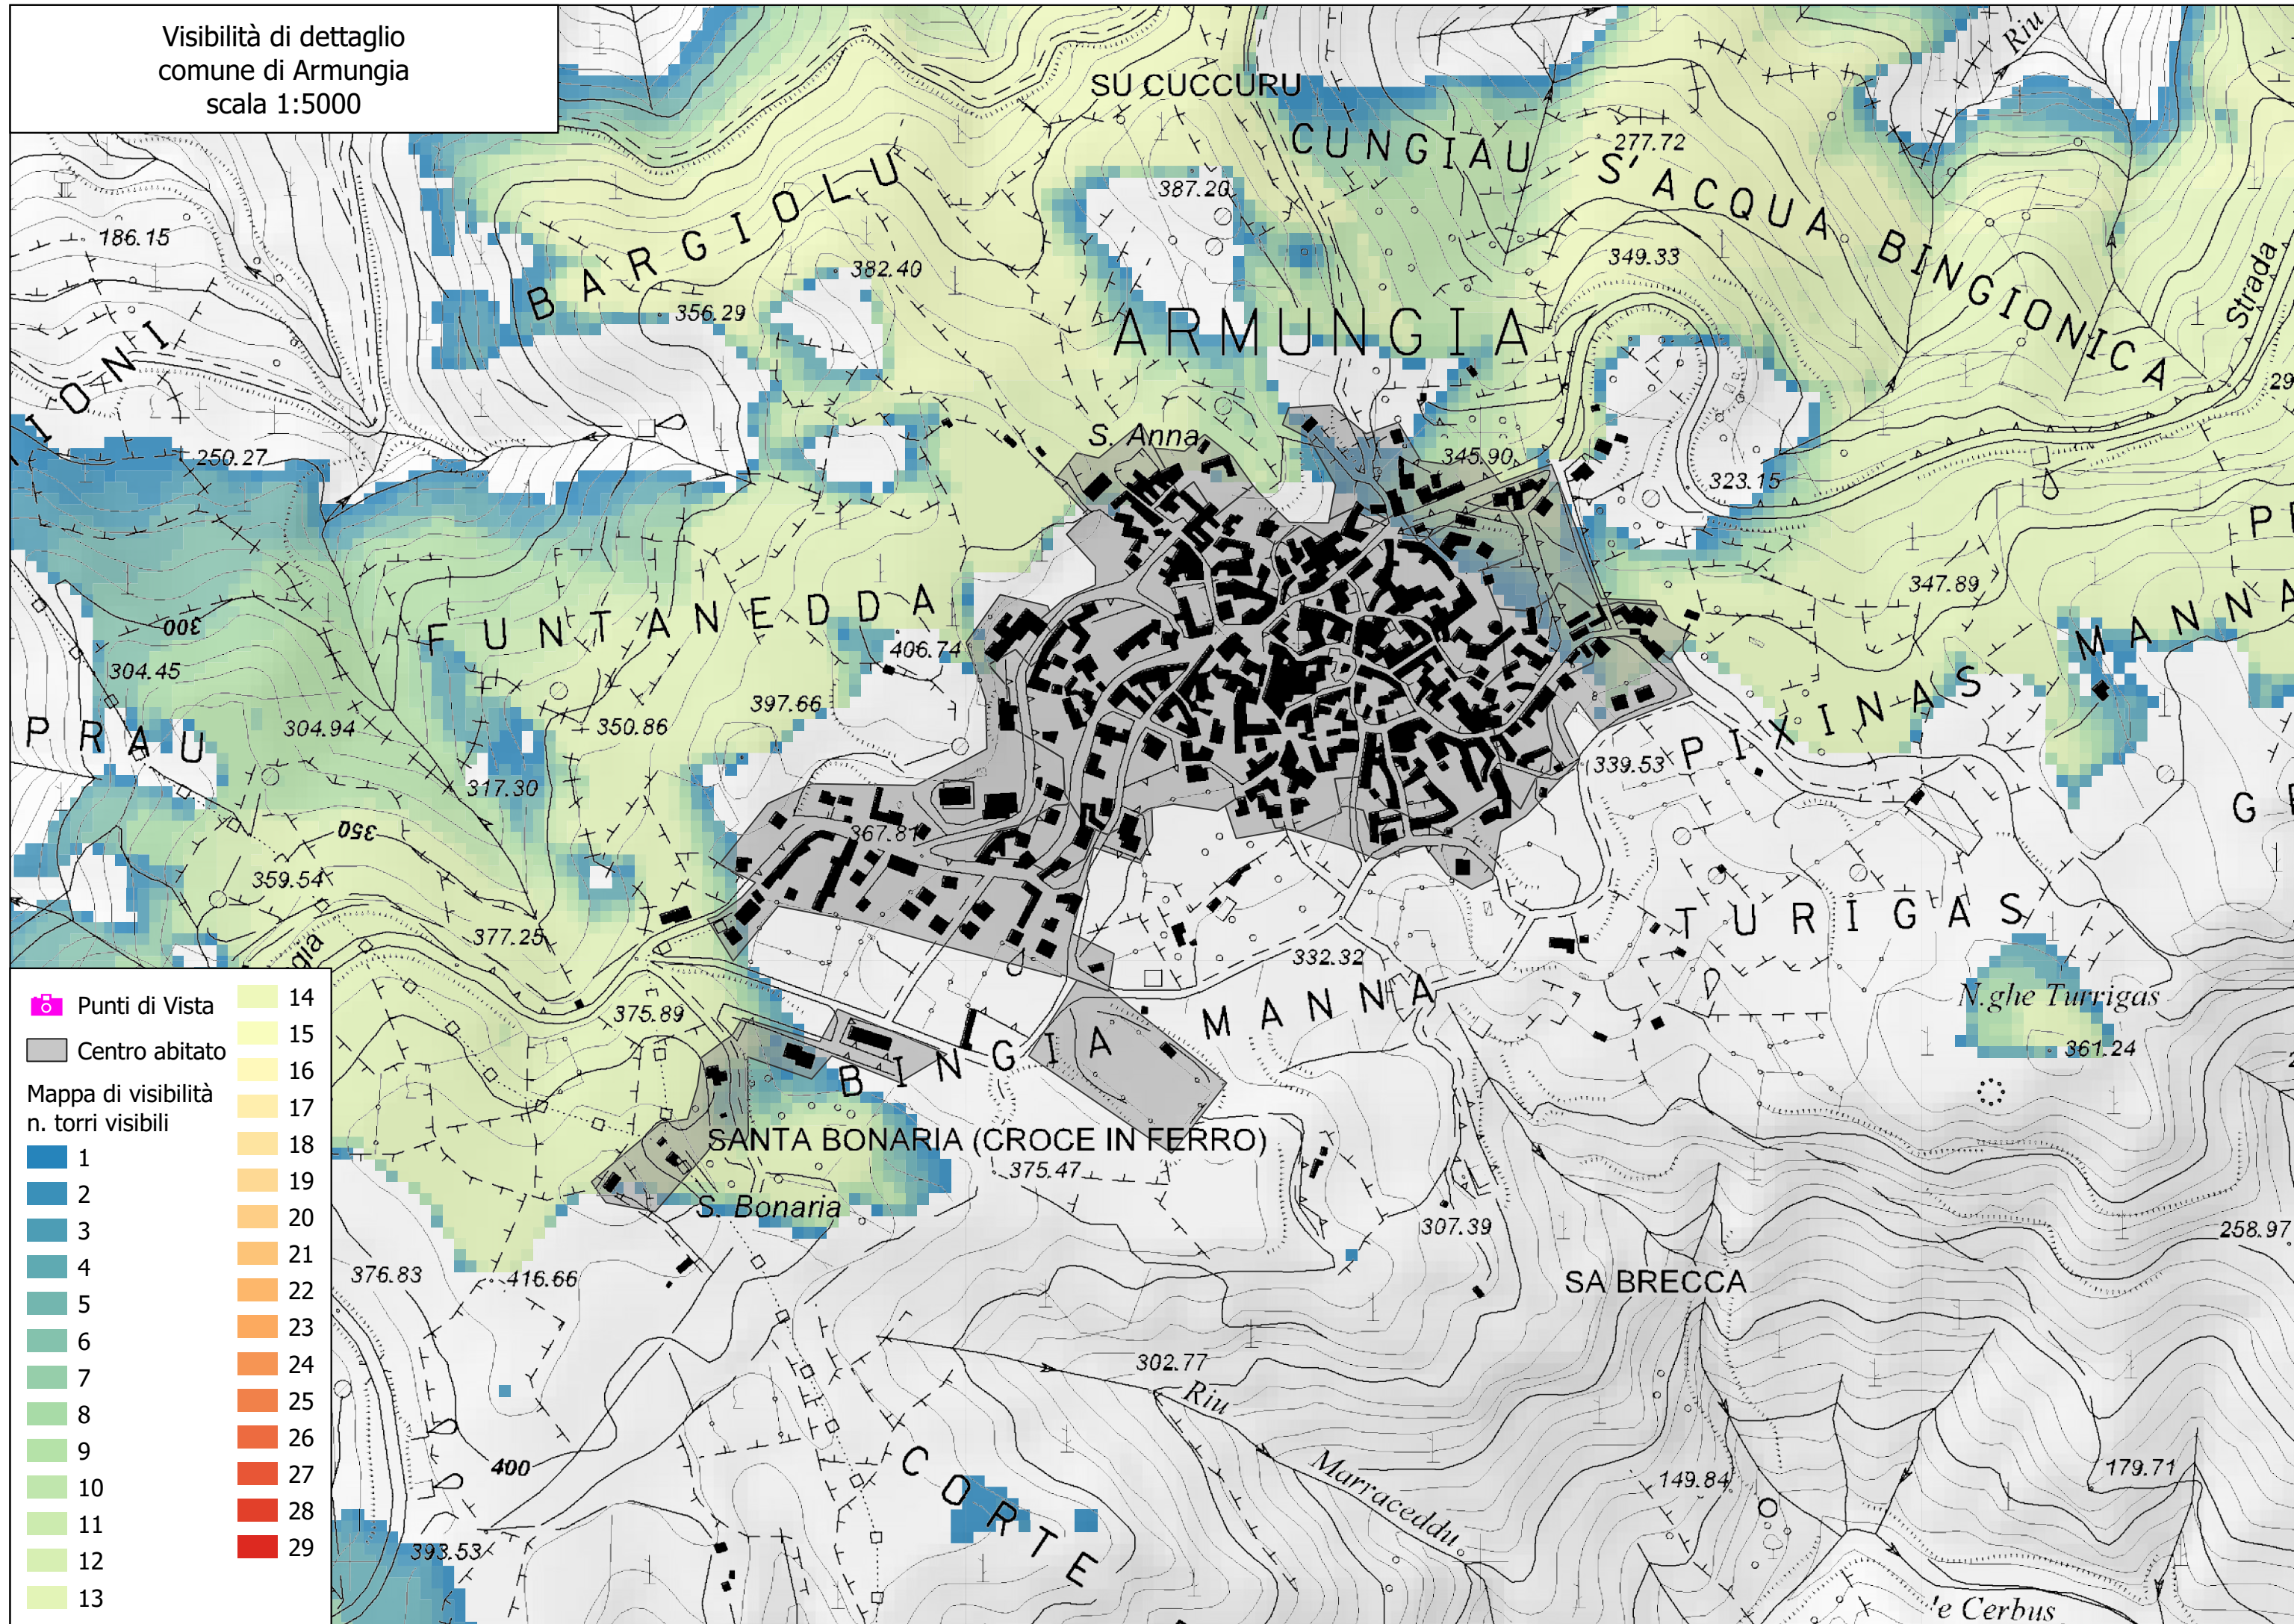 Visibilità di dettaglio
comune di Armungia
scala 1:5000
SU CUCCURU
Riu
CUNGIAU
277.72
S'ACQUA BINGIONICA
387.20
186.15
BARGIOLU
382.40
349.33
Strada
356.29
ARMUNGIA
IONI
29
S. Anna
345.90
250.27
323.15
347.89
300
FUNTANEDDA
406.74
MANNA
304.45
397.66
PIXINAS
PRAU
304.94
350.86
339.53
317.30
350
367.81
359.54
TURIGAS
377.25
gia
332.32
N.ghe Turrigas
375.89
BINGIA MANNA
361.24
SANTA BONARIA (CROCE IN FERRO)
375.47
S. Bonaria
307.39
258.97
376.83
416.66
SA BRECCA
302.77
Riu
Marraceddu
400
CORTE
149.84
179.71
393.53
'e Cerbus
Punti di Vista
Centro abitato
Mappa di visibilità
n. torri visibili
1
2
3
4
5
6
7
8
9
10
11
12
13
14
15
16
17
18
19
20
21
22
23
24
25
26
27
28
29